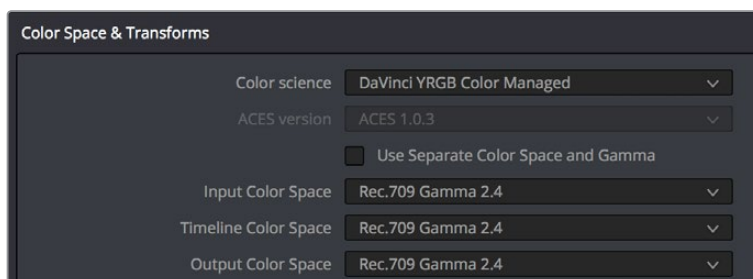 Color Space & Transforms
Color science DaVinci YRGB Color Managed
ACES version ACES 1.0.3
Use Separate Color Space and Gamma
Input Color Space Rec.709 Gamma 2.4
Timeline Color Space Rec.709 Gamma 2.4
Output Color Space Rec.709 Gamma 2.4